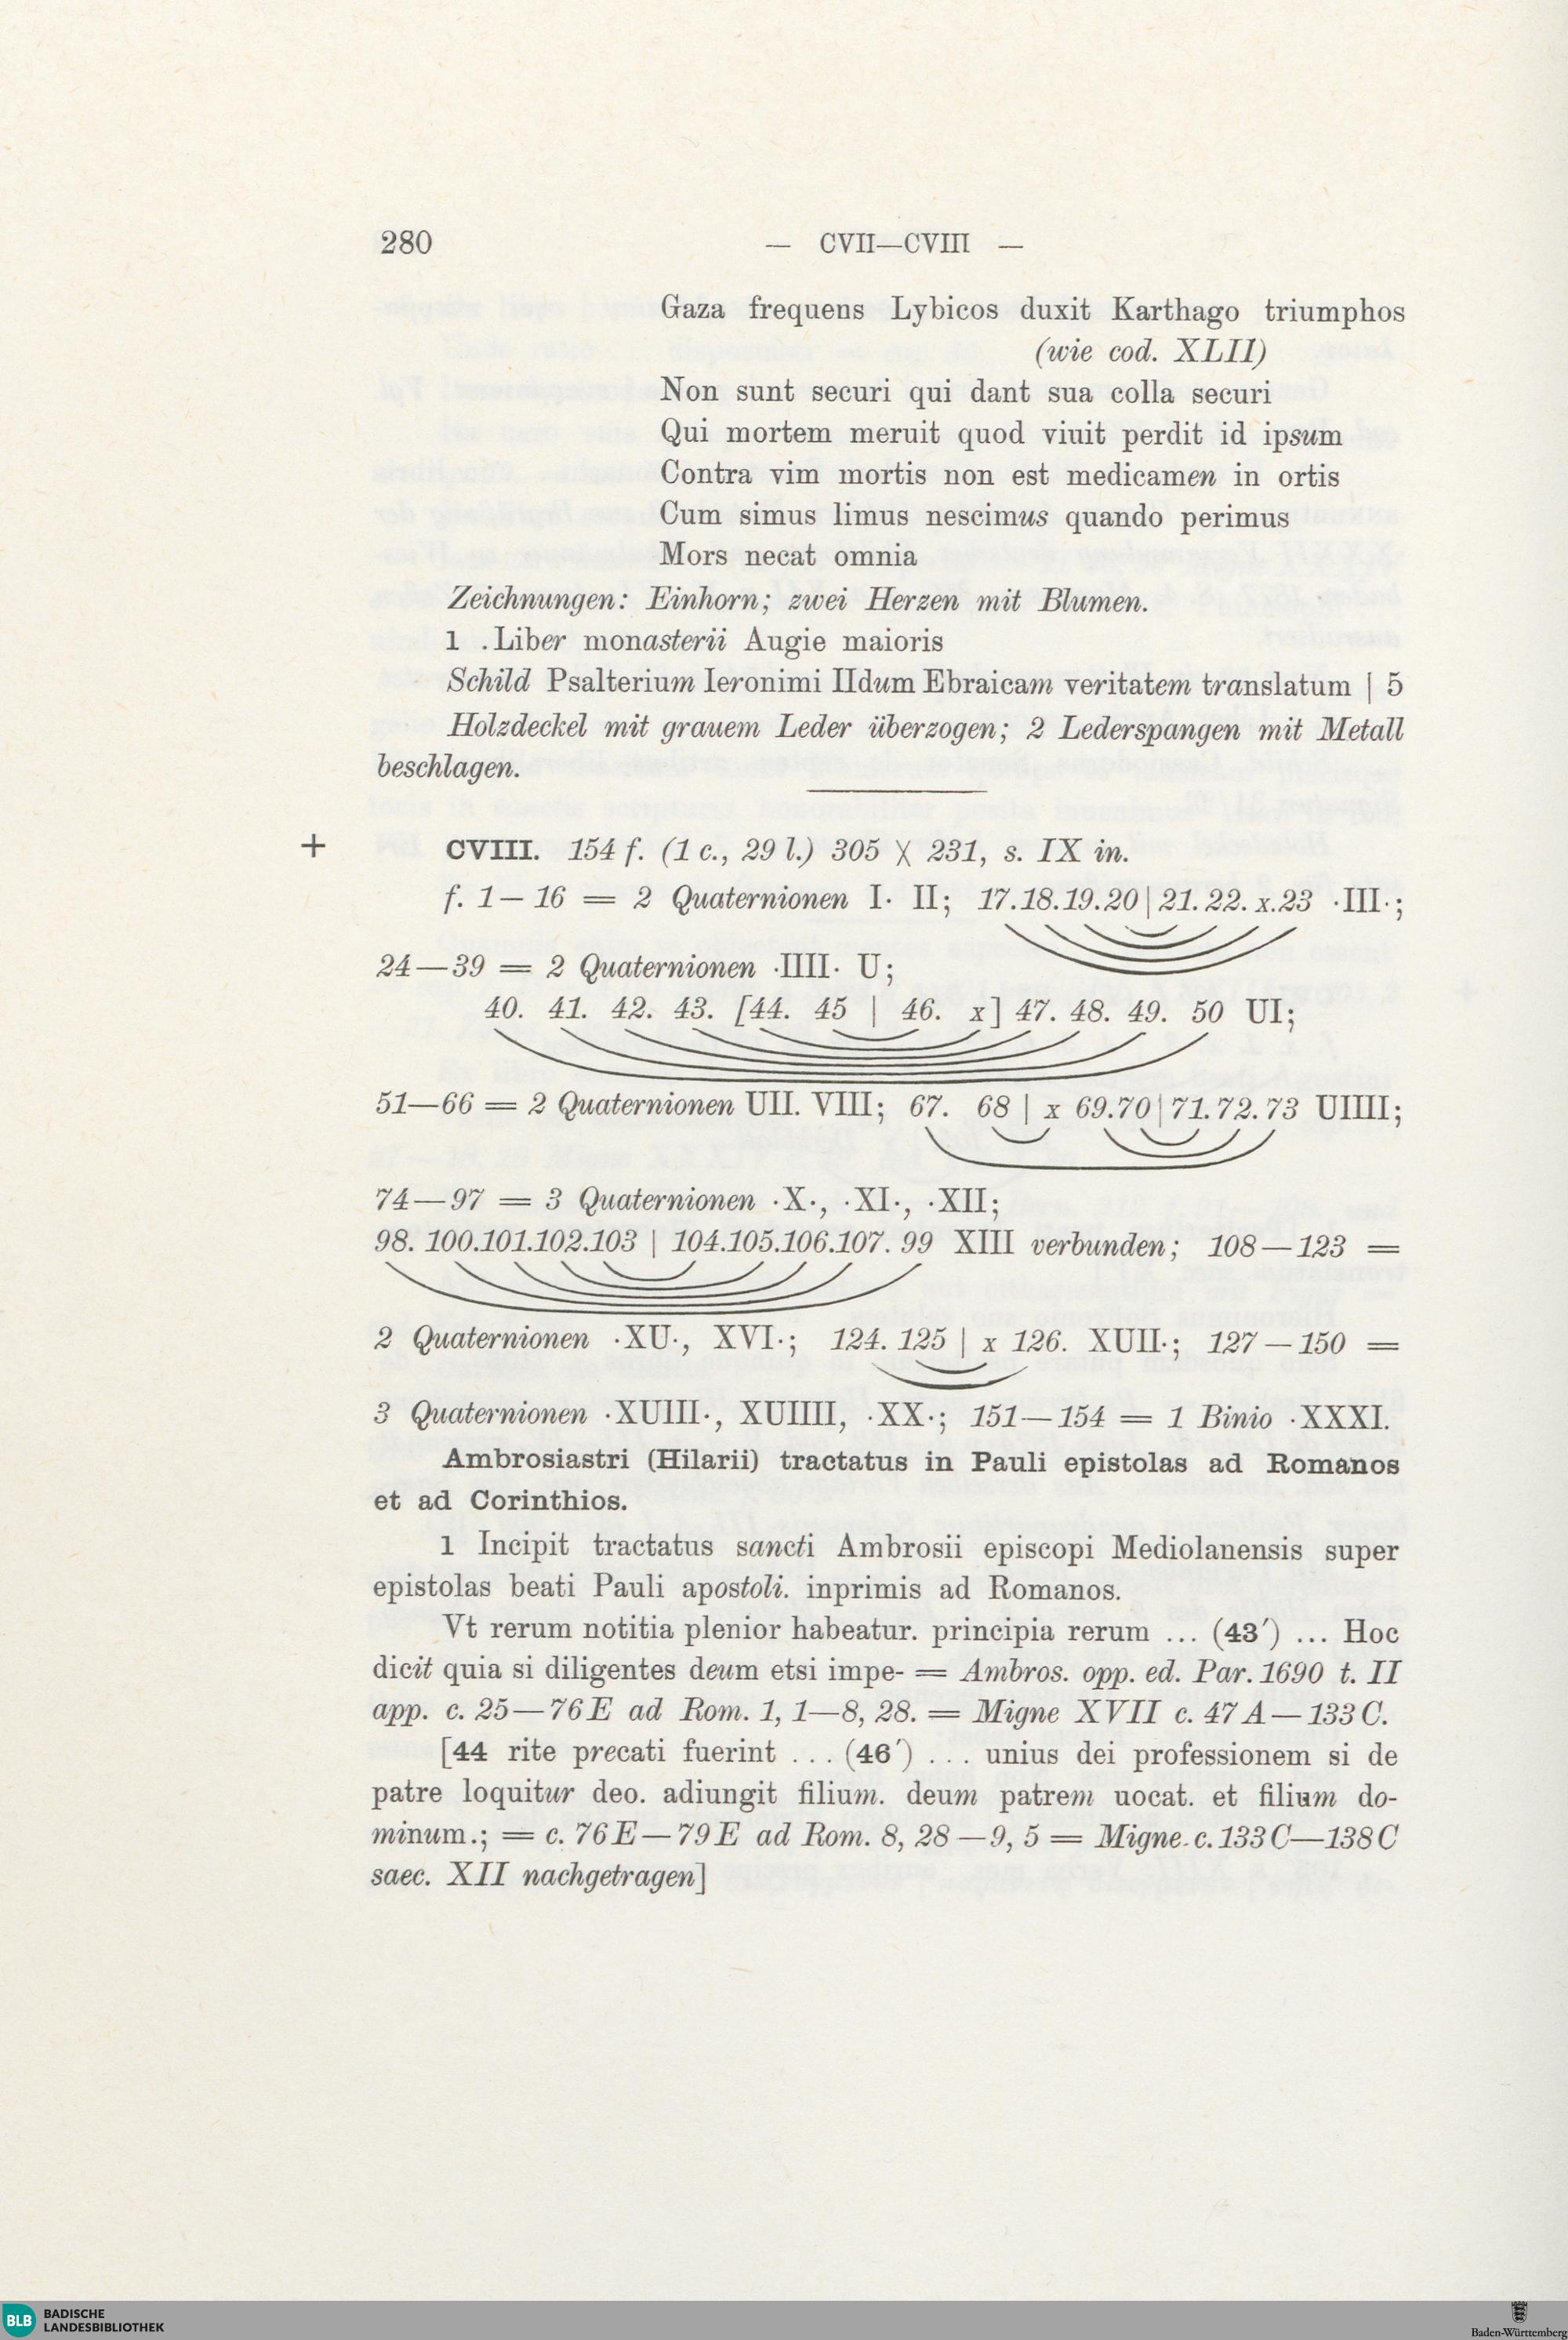 280 — CVII—CVIII —
Gaza frequens Lybicos duxit Karthago triumphos
(wie cod. XLII)
Non sunt securi qui dant sua colla securi
Qui mortem meruit quod viuit perdit id ipsum
Contra vim mortis non est medicamen in ortis
Cum simus limus nescimus quando perimus
Mors necat omnia
Zeichnungen: Einhorn; zwei Herzen mit Blumen.
1 . Liber monasterii Augie maioris
Schild Psalterium Ieronimi IIdum Ebraicam veritatem translatum | 5
Holzdeckel mit grauem Leder überzogen; 2 Lederspangen mit Metall
beschlagen.
+ CVIII. 154 f. (1 c., 29 l.) 305 X 231, s. IX in.
f. 1—16 = 2 Quaternionen I· II; 17.18.19.20|21.22.x.23 ·III·;
24—39 = 2 Quaternionen ·IIII· U;
40. 41. 42. 43. [44. 45 | 46. x] 47. 48. 49. 50 UI;
51—66 = 2 Quaternionen UII. VIII; 67. 68 | x 69.70|71.72.73 UIIII;
74—97 = 3 Quaternionen ·X·, ·XI·, ·XII;
98. 100.101.102.103 | 104.105.106.107. 99 XIII verbunden; 108—123 =
2 Quaternionen ·XU·, XVI·; 124. 125 | x 126. XUII·; 127—150 =
3 Quaternionen ·XUIII·, XUIIII, ·XX·; 151—154 = 1 Binio ·XXXI.
Ambrosiastri (Hilarii) tractatus in Pauli epistolas ad Romanos
et ad Corinthios.
1 Incipit tractatus sancti Ambrosii episcopi Mediolanensis super
epistolas beati Pauli apostoli. inprimis ad Romanos.
Vt rerum notitia plenior habeatur. principia rerum ... (43′) ... Hoc
dicit quia si diligentes deum etsi impe- = Ambros. opp. ed. Par. 1690 t. II
app. c. 25—76E ad Rom. 1, 1—8, 28. = Migne XVII c. 47A—133C.
[44 rite precati fuerint ... (46′) ... unius dei professionem si de
patre loquitur deo. adiungit filium. deum patrem uocat. et filium do-
minum.; = c. 76E—79E ad Rom. 8, 28—9, 5 = Migne. c. 133C—138C
saec. XII nachgetragen]
BLB BADISCHE
LANDESBIBLIOTHEK
Baden-Württemberg